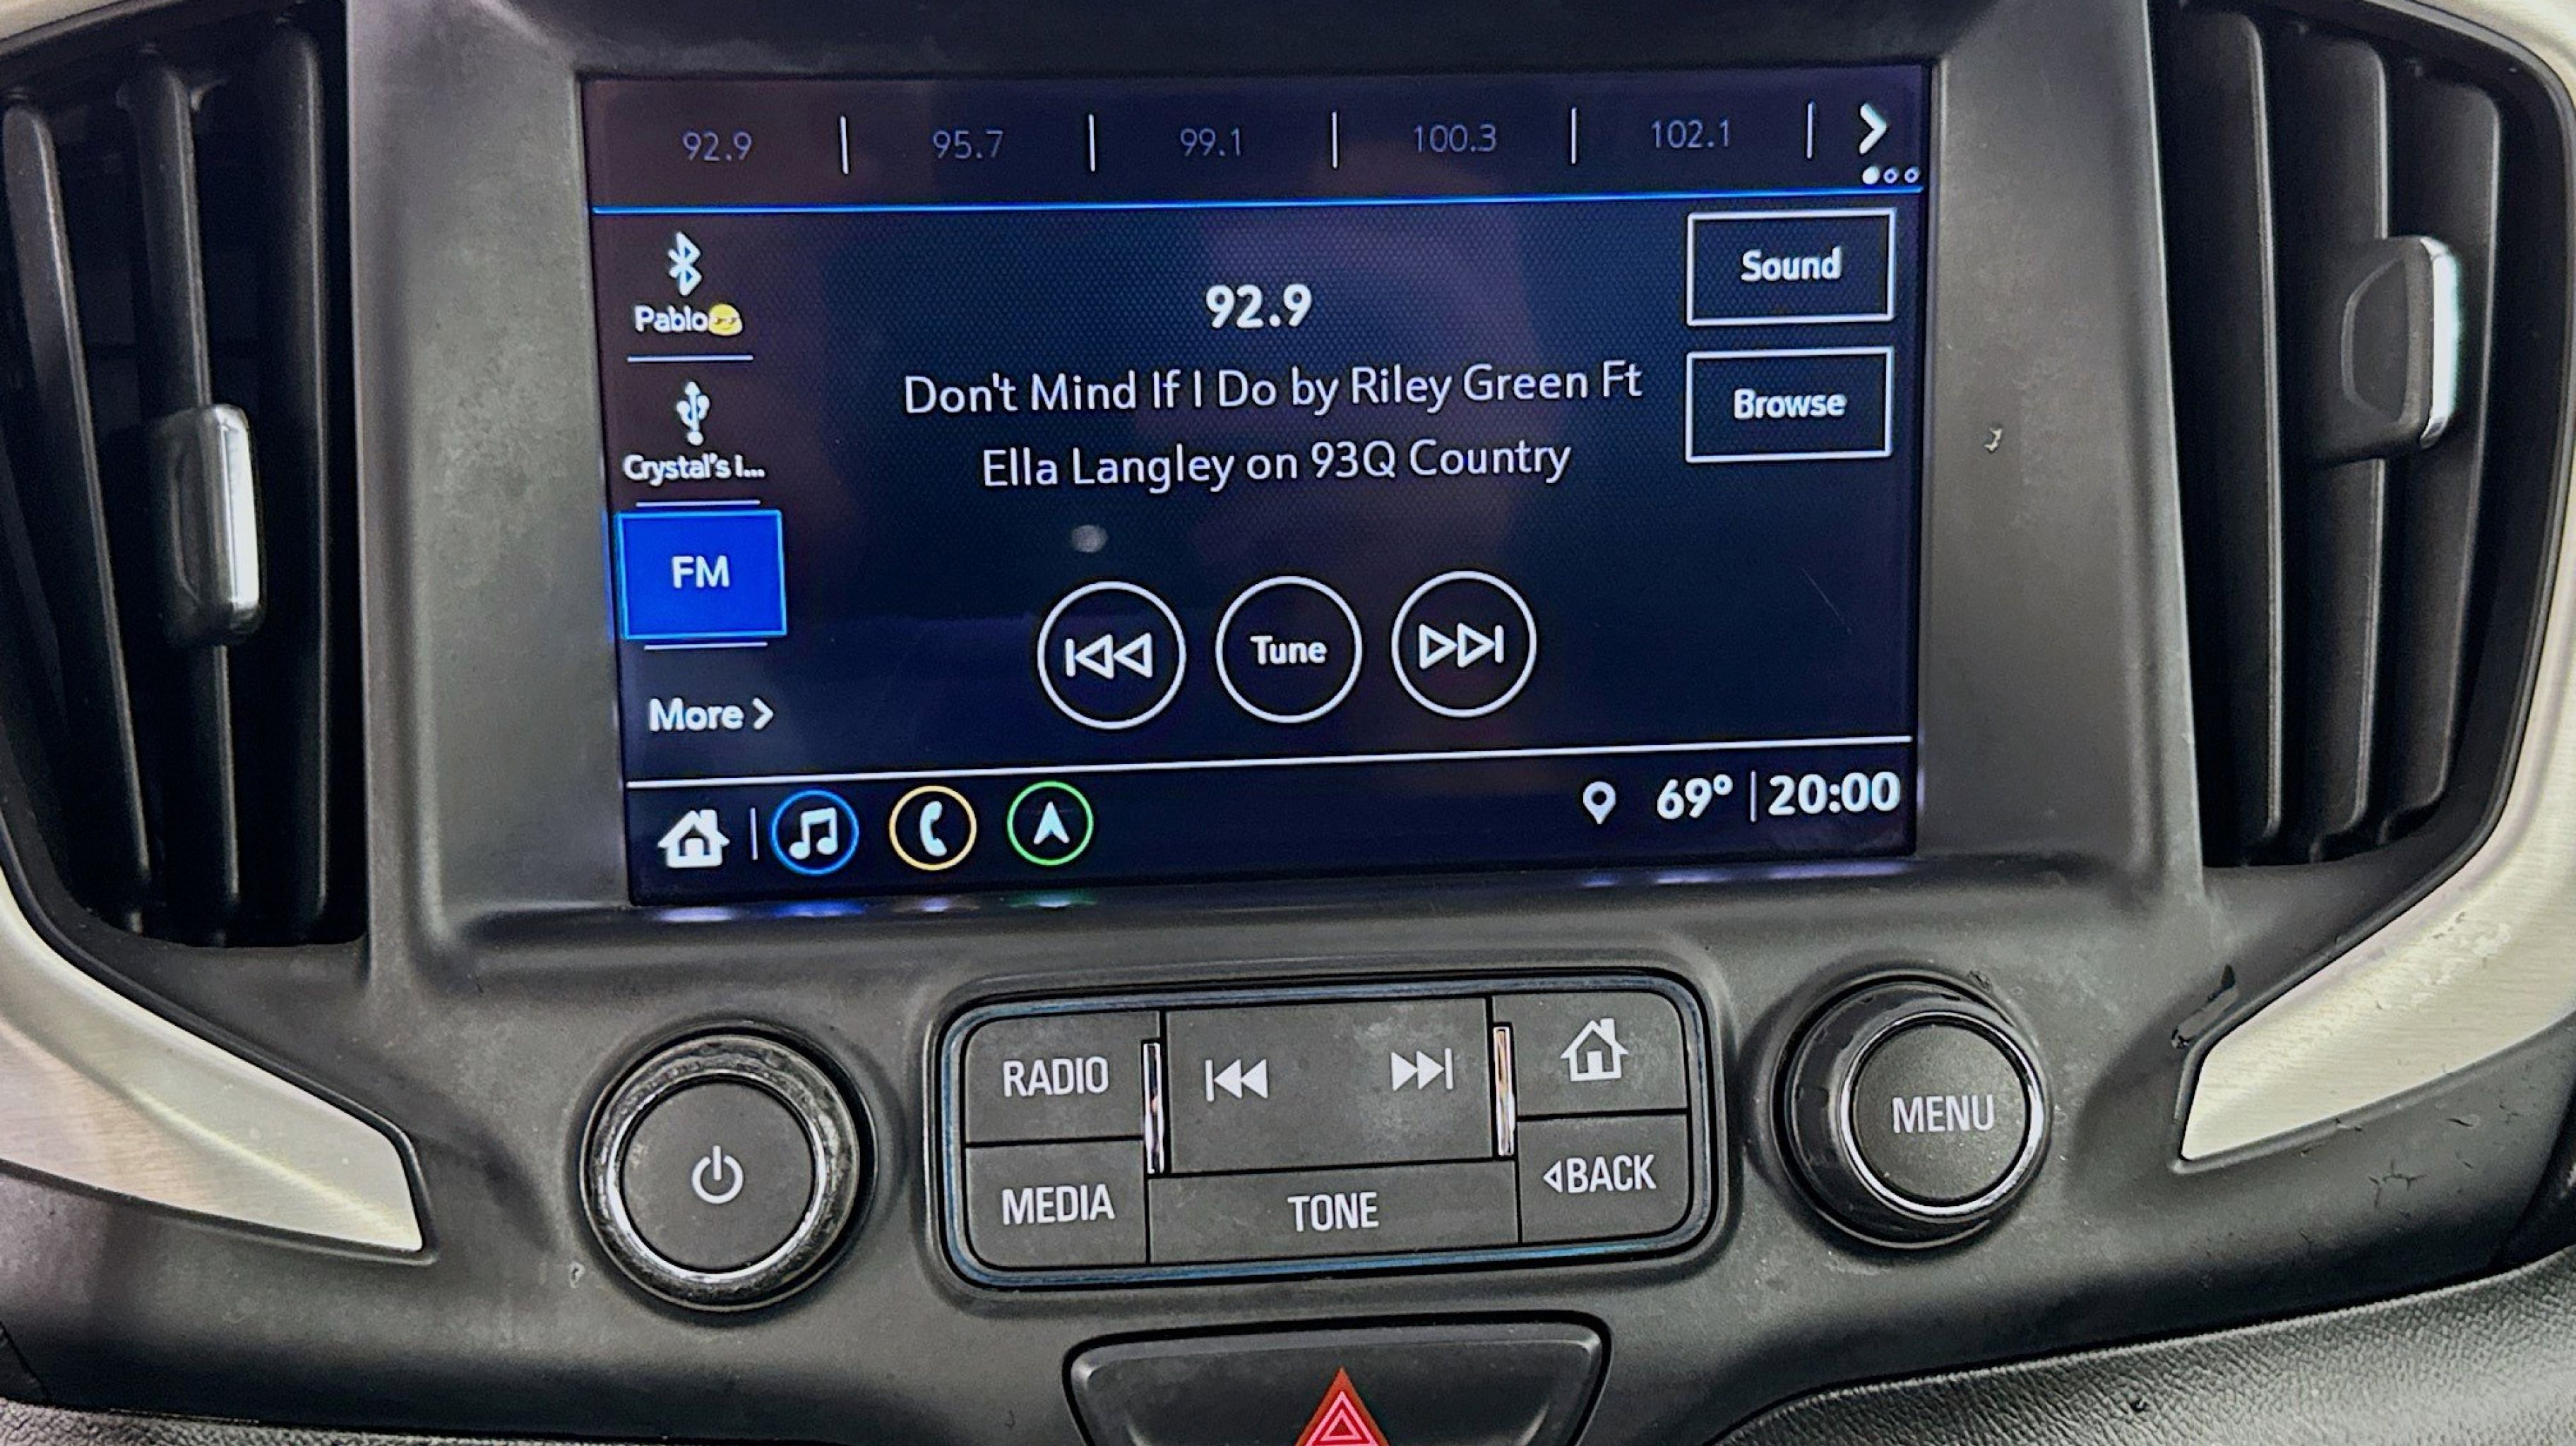 92.9 | 95.7 | 99.1 | 100.3 | 102.1 |
Sound
Pablo😎
92.9
Browse
Don't Mind If I Do by Riley Green Ft
Ella Langley on 93Q Country
Crystal's i...
FM
Tune
More >
69° | 20:00
RADIO
MENU
MEDIA
TONE
BACK